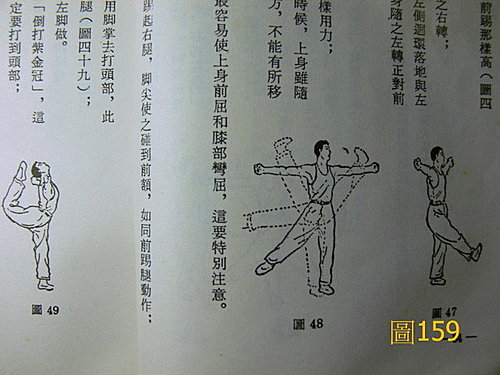 前踢那樣高（圖四
之右轉；
左側迴環落地與左
身隨之左轉正對前
圖 47
樣用力；
時候，上身雖隨
方，不能有所移
圖 48
最容易使上身前屈和膝部彎屈，這要特別注意。
踢起右腿，脚尖使之碰到前額，如同前踢腿動作；
用脚掌去打頭部，此
腿（圖四十九）；
左脚做。
「倒打紫金冠」，這
定要打到頭部；
圖 49
圖159